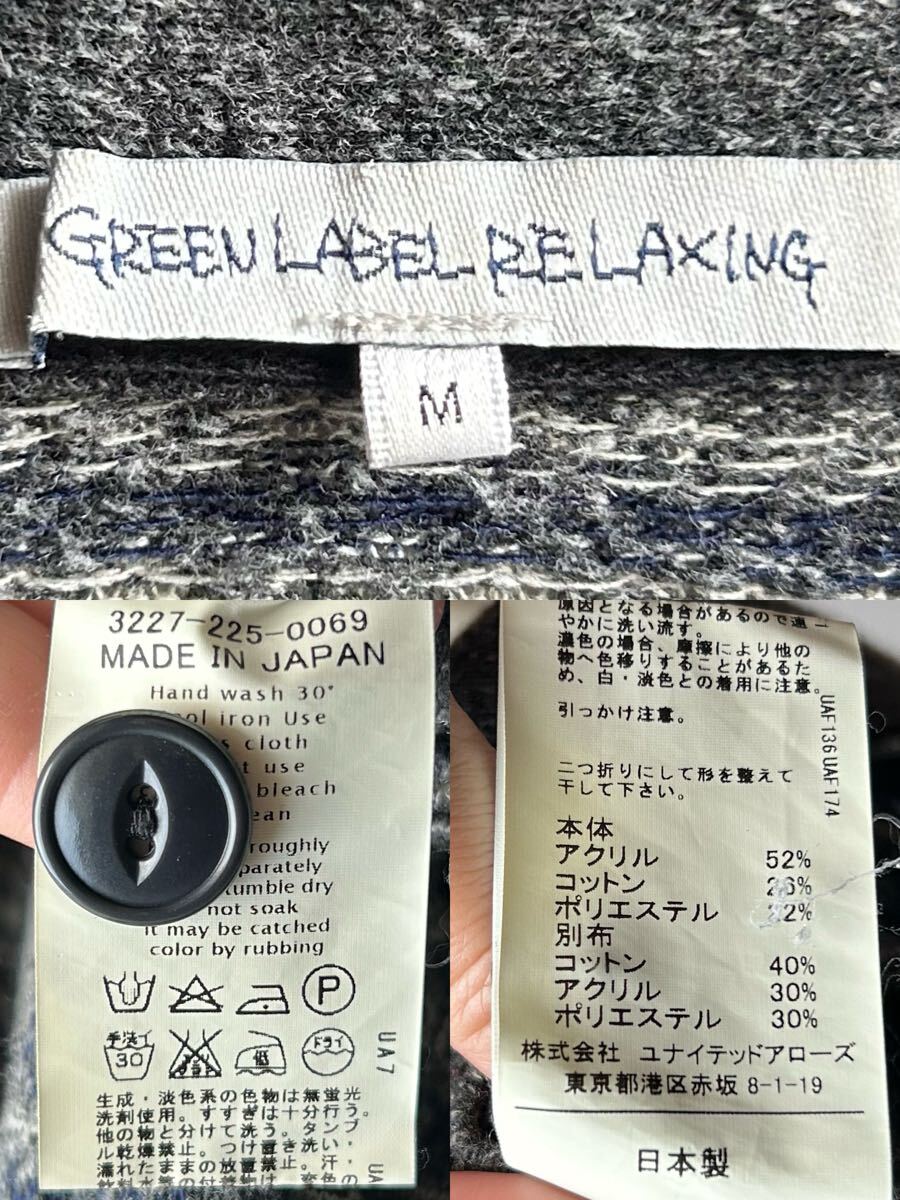 GREEN LABEL RELAXING
M
3227-225-0069
MADE IN JAPAN
Hand wash 30°
iron Use
cloth
use
bleach
roughly
tumble dry
not soak
it may be catched
color by rubbing
P
手洗イ
30
低
ドライ
UA7
生成・淡色系の色物は無蛍光
洗剤使用。すすぎは十分行う。
他の物と分けて洗う。タンブ
ル乾燥禁止。つけ置き洗い・
濡れたままの放置禁止。汗・
原因となる場合があるので速
やかに洗い流す。
濃色の場合、摩擦により他の
物へ色移りすることがあるた
め、白・淡色との着用に注意。
引っかけ注意。
二つ折りにして形を整えて
干して下さい。
UAF136UAF174
本体
アクリル 52%
コットン 26%
ポリエステル 22%
別布
コットン 40%
アクリル 30%
ポリエステル 30%
株式会社 ユナイテッドアローズ
東京都港区赤坂 8-1-19
日本製